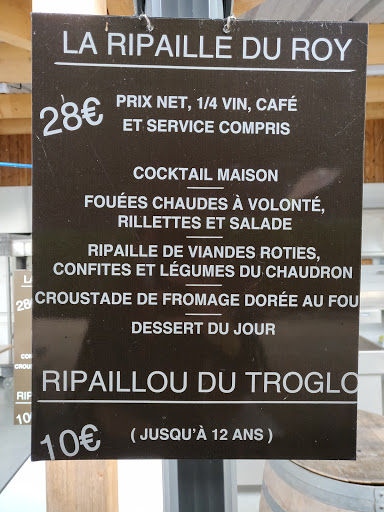 LA RIPAILLE DU ROY
28€
PRIX NET, 1/4 VIN, CAFÉ
ET SERVICE COMPRIS
COCKTAIL MAISON
FOUÉES CHAUDES À VOLONTÉ,
RILLETTES ET SALADE
RIPAILLE DE VIANDES ROTIES,
CONFITES ET LÉGUMES DU CHAUDRON
CROUSTADE DE FROMAGE DORÉE AU FOU
DESSERT DU JOUR
RIPAILLOU DU TROGLO
10€
( JUSQU'À 12 ANS )